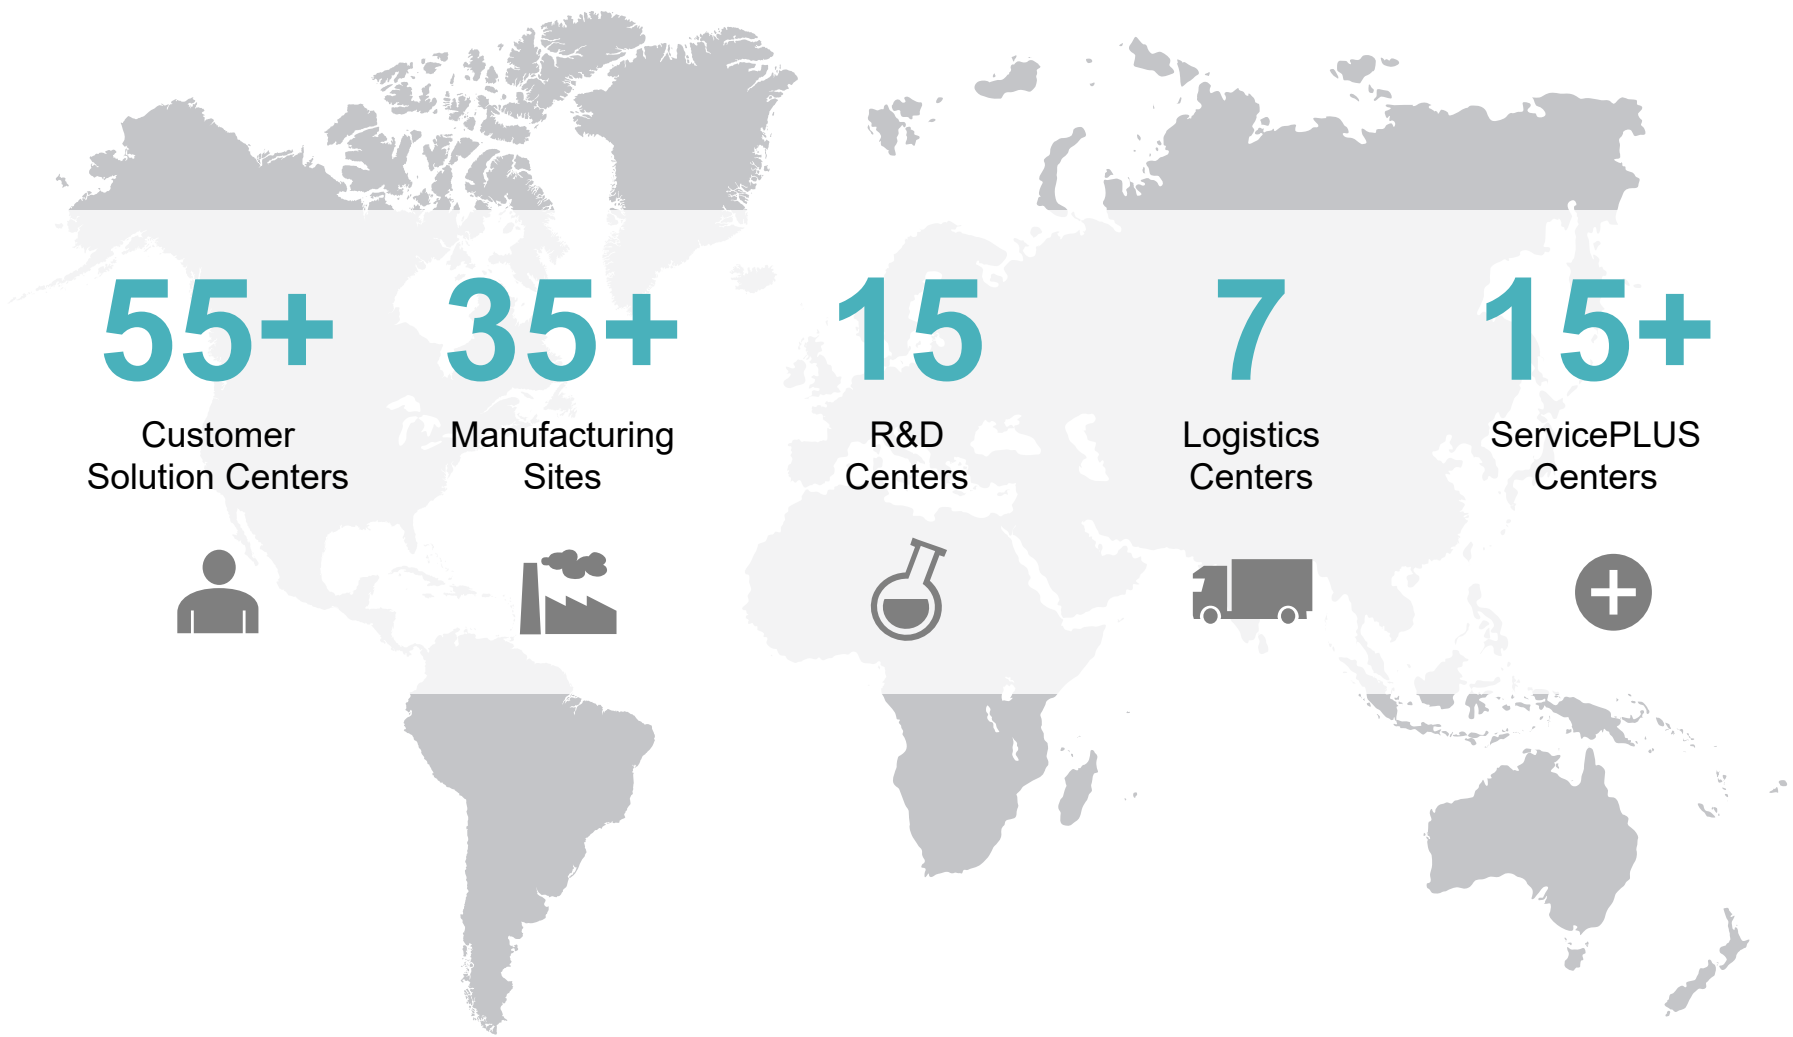 55+
Customer
Solution Centers
35+
Manufacturing
Sites
15
R&D
Centers
7
Logistics
Centers
15+
ServicePLUS
Centers